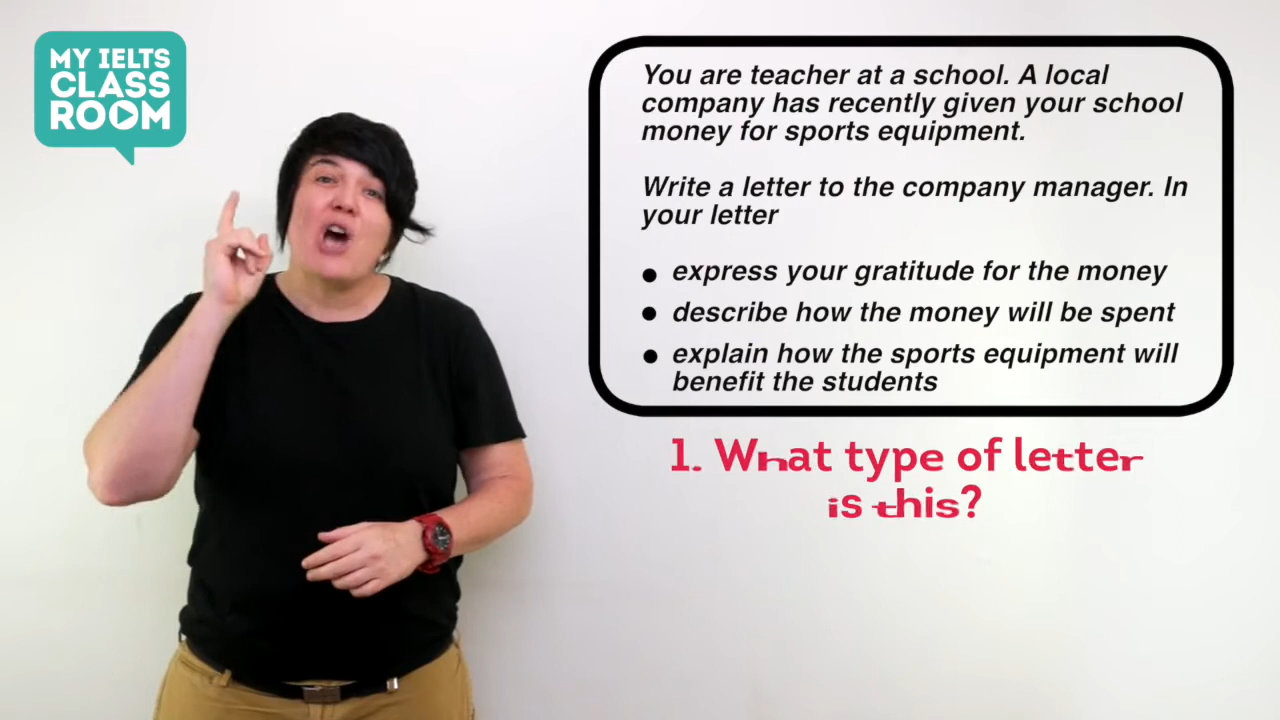 MY IELTS
CLASS
ROOM
You are teacher at a school. A local
company has recently given your school
money for sports equipment.
Write a letter to the company manager. In
your letter
● express your gratitude for the money
● describe how the money will be spent
● explain how the sports equipment will
benefit the students
1. What type of letter
is this?